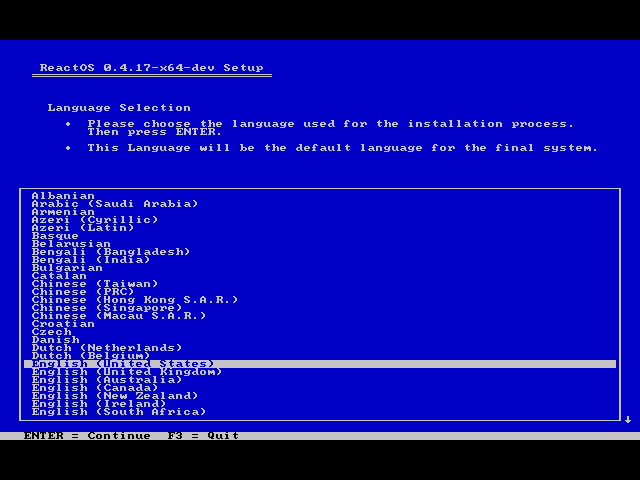 ReactOS 0.4.17-x64-dev Setup
Language Selection
• Please choose the language used for the installation process.
Then press ENTER.
• This Language will be the default language for the final system.
Albanian
Arabic (Saudi Arabia)
Armenian
Azeri (Cyrillic)
Azeri (Latin)
Basque
Belarusian
Bengali (Bangladesh)
Bengali (India)
Bulgarian
Catalan
Chinese (Taiwan)
Chinese (PRC)
Chinese (Hong Kong S.A.R.)
Chinese (Singapore)
Chinese (Macau S.A.R.)
Croatian
Czech
Danish
Dutch (Netherlands)
Dutch (Belgium)
English (United States)
English (United Kingdom)
English (Australia)
English (Canada)
English (New Zealand)
English (Ireland)
English (South Africa)
ENTER = Continue  F3 = Quit